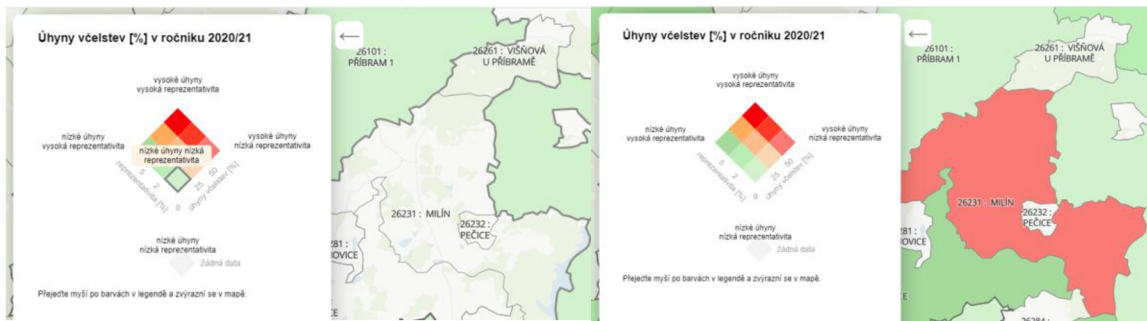 Úhyny včelstev [%] v ročníku 2020/21
vysoké úhyny
vysoká reprezentativita
nízké úhyny
vysoká reprezentativita
vysoké úhyny
nízká reprezentativita
nízké úhyny nízká
reprezentativita
reprezentativita [%]
5
2
0
25
50
úhyny včelstev [%]
nízké úhyny
nízká reprezentativita
žádná data
Přejeďte myší po barvách v legendě a zvýrazní se v mapě.
←
26101 :
PŘÍBRAM 1
26261 : VIŠŇOVÁ
U PŘÍBRAMĚ
26231 : MILÍN
26232 :
PEČICE
281 :
NOVICE
Úhyny včelstev [%] v ročníku 2020/21
vysoké úhyny
vysoká reprezentativita
nízké úhyny
vysoká reprezentativita
vysoké úhyny
nízká reprezentativita
reprezentativita [%]
5
2
0
25
50
úhyny včelstev [%]
nízké úhyny
nízká reprezentativita
žádná data
Přejeďte myší po barvách v legendě a zvýrazní se v mapě.
←
26101 :
PŘÍBRAM 1
26261 : VIŠŇOVÁ
U PŘÍBRAMĚ
26231 : MILÍN
26232 :
PEČICE
281 :
NOVICE
26284 :